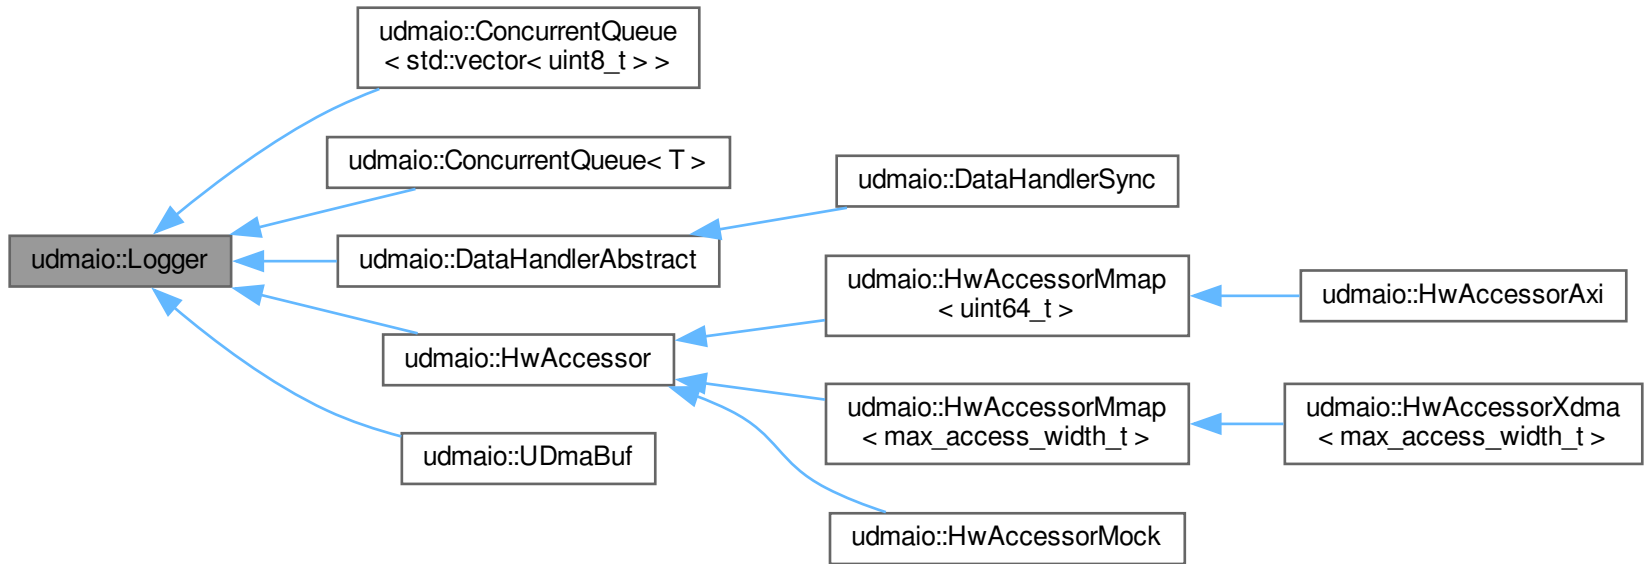 udmaio::Logger
udmaio::ConcurrentQueue
< std::vector< uint8_t > >
udmaio::ConcurrentQueue< T >
udmaio::DataHandlerAbstract
udmaio::HwAccessor
udmaio::UDmaBuf
udmaio::DataHandlerSync
udmaio::HwAccessorMmap
< uint64_t >
udmaio::HwAccessorMmap
< max_access_width_t >
udmaio::HwAccessorMock
udmaio::HwAccessorAxi
udmaio::HwAccessorXdma
< max_access_width_t >